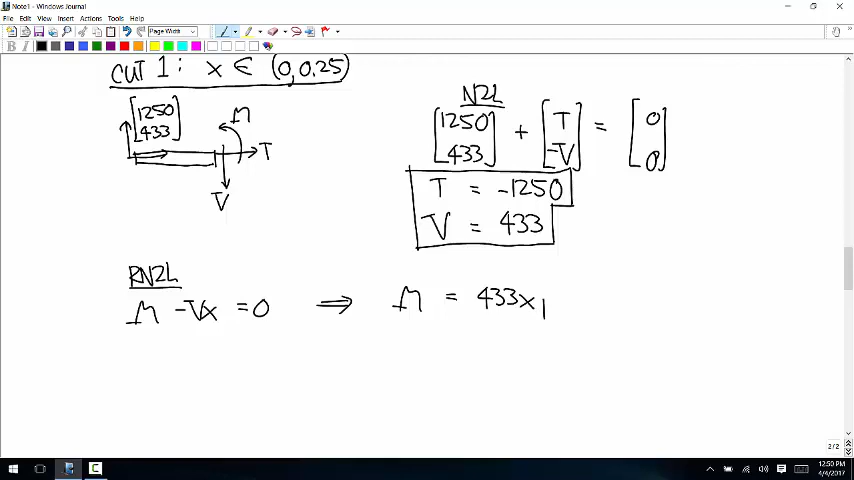 Note1 - Windows Journal
File Edit View Insert Actions Tools Help
Page Width
B I
CUT 1: x ∈ (0, 0.25)
[1250
433]
M
T
V
N2L
[1250
433] + [T
-V] = [0
0]
T = -1250
V = 433
RN2L
M - Vx = 0 ⟹ M = 433x
2/2
12:50 PM
4/4/2017